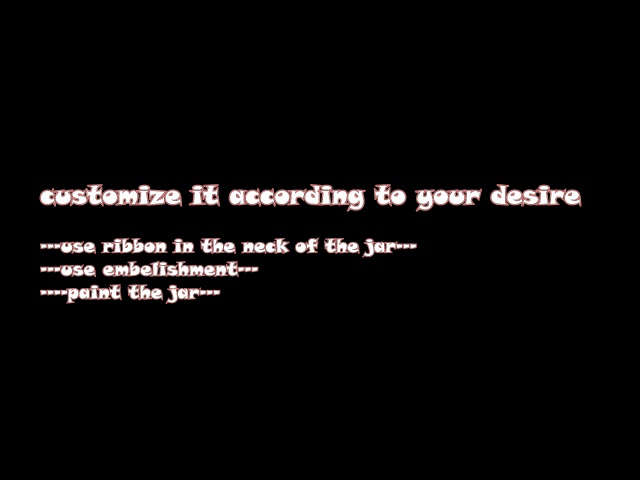 customize it according to your desire
---use ribbon in the neck of the jar---
---use embelishment---
----paint the jar---